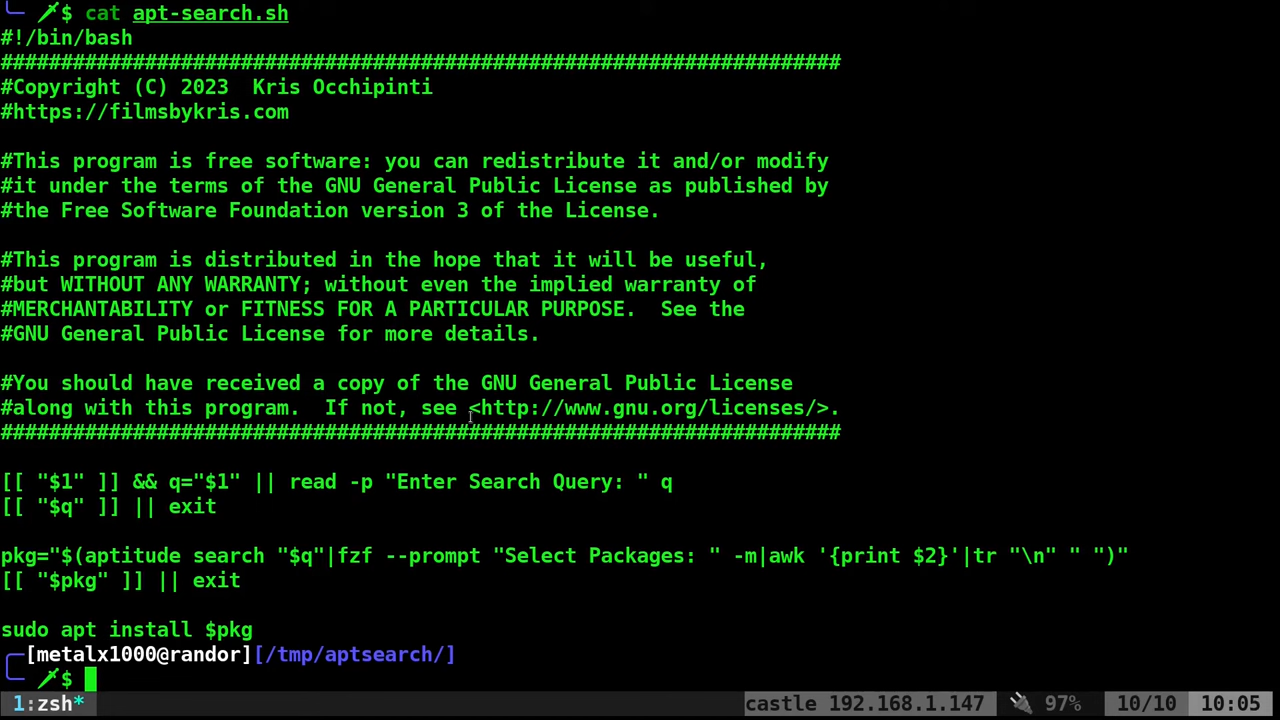 $ cat apt-search.sh
#!/bin/bash
######################################################################
#Copyright (C) 2023  Kris Occhipinti
#https://filmsbykris.com
#This program is free software: you can redistribute it and/or modify
#it under the terms of the GNU General Public License as published by
#the Free Software Foundation version 3 of the License.
#This program is distributed in the hope that it will be useful,
#but WITHOUT ANY WARRANTY; without even the implied warranty of
#MERCHANTABILITY or FITNESS FOR A PARTICULAR PURPOSE.  See the
#GNU General Public License for more details.
#You should have received a copy of the GNU General Public License
#along with this program.  If not, see <http://www.gnu.org/licenses/>.
######################################################################
[[ "$1" ]] && q="$1" || read -p "Enter Search Query: " q
[[ "$q" ]] || exit
pkg="$(aptitude search "$q"|fzf --prompt "Select Packages: " -m|awk '{print $2}'|tr "\n" " ")"
[[ "$pkg" ]] || exit
sudo apt install $pkg
[metalx1000@randor][/tmp/aptsearch/]
$
1:zsh* castle 192.168.1.147 97% 10/10 10:05